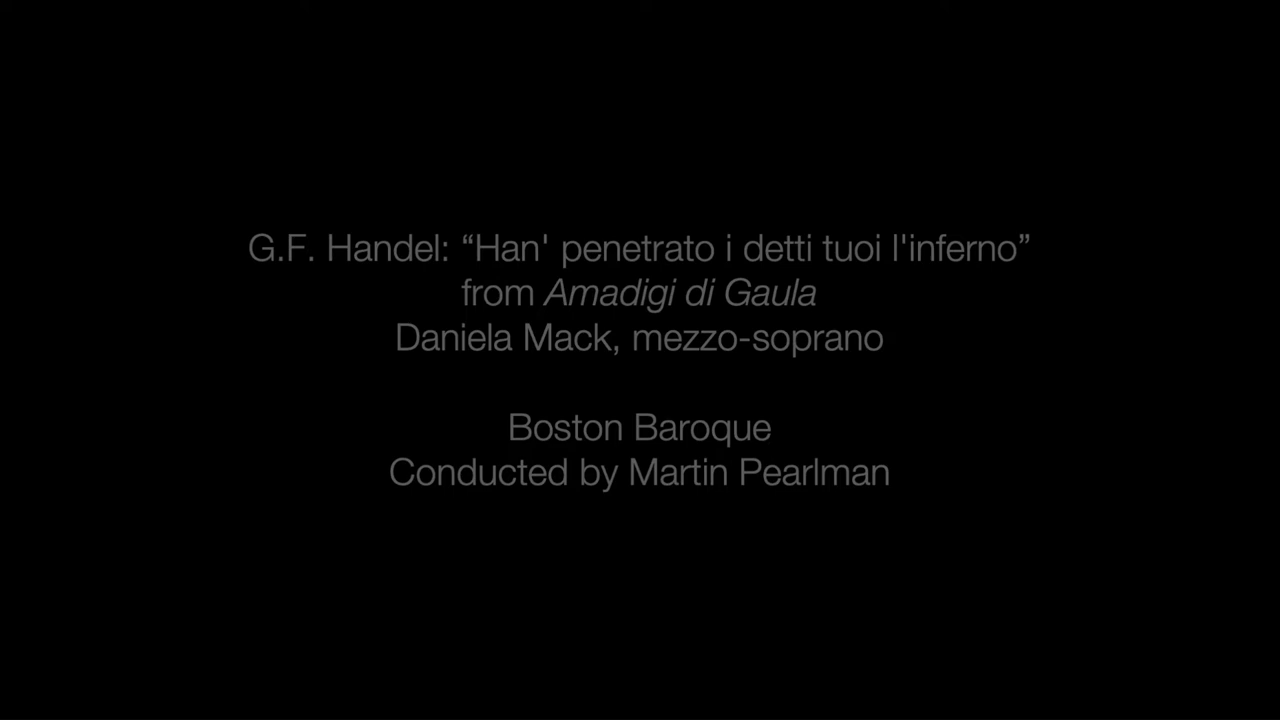 G.F. Handel: “Han' penetrato i detti tuoi l'inferno”
from Amadigi di Gaula
Daniela Mack, mezzo-soprano
Boston Baroque
Conducted by Martin Pearlman